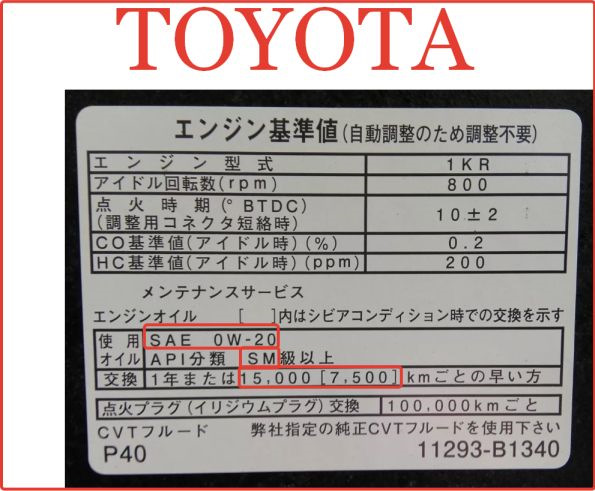 TOYOTA
エンジン基準値(自動調整のため調整不要)
エンジン型式 1KR
アイドル回転数(rpm) 800
点火時期(°BTDC) 10±2
(調整用コネクタ短絡時)
CO基準値(アイドル時)(%) 0.2
HC基準値(アイドル時)(ppm) 200
メンテナンスサービス
エンジンオイル [ ]内はシビアコンディション時での交換を示す
使用 SAE 0W-20
オイル API分類 SM級以上
交換 1年または15,000[7,500]kmごとの早い方
点火プラグ(イリジウムプラグ)交換 100,000kmごと
CVTフルード 弊社指定の純正CVTフルードを使用下さい
P40 11293-B1340